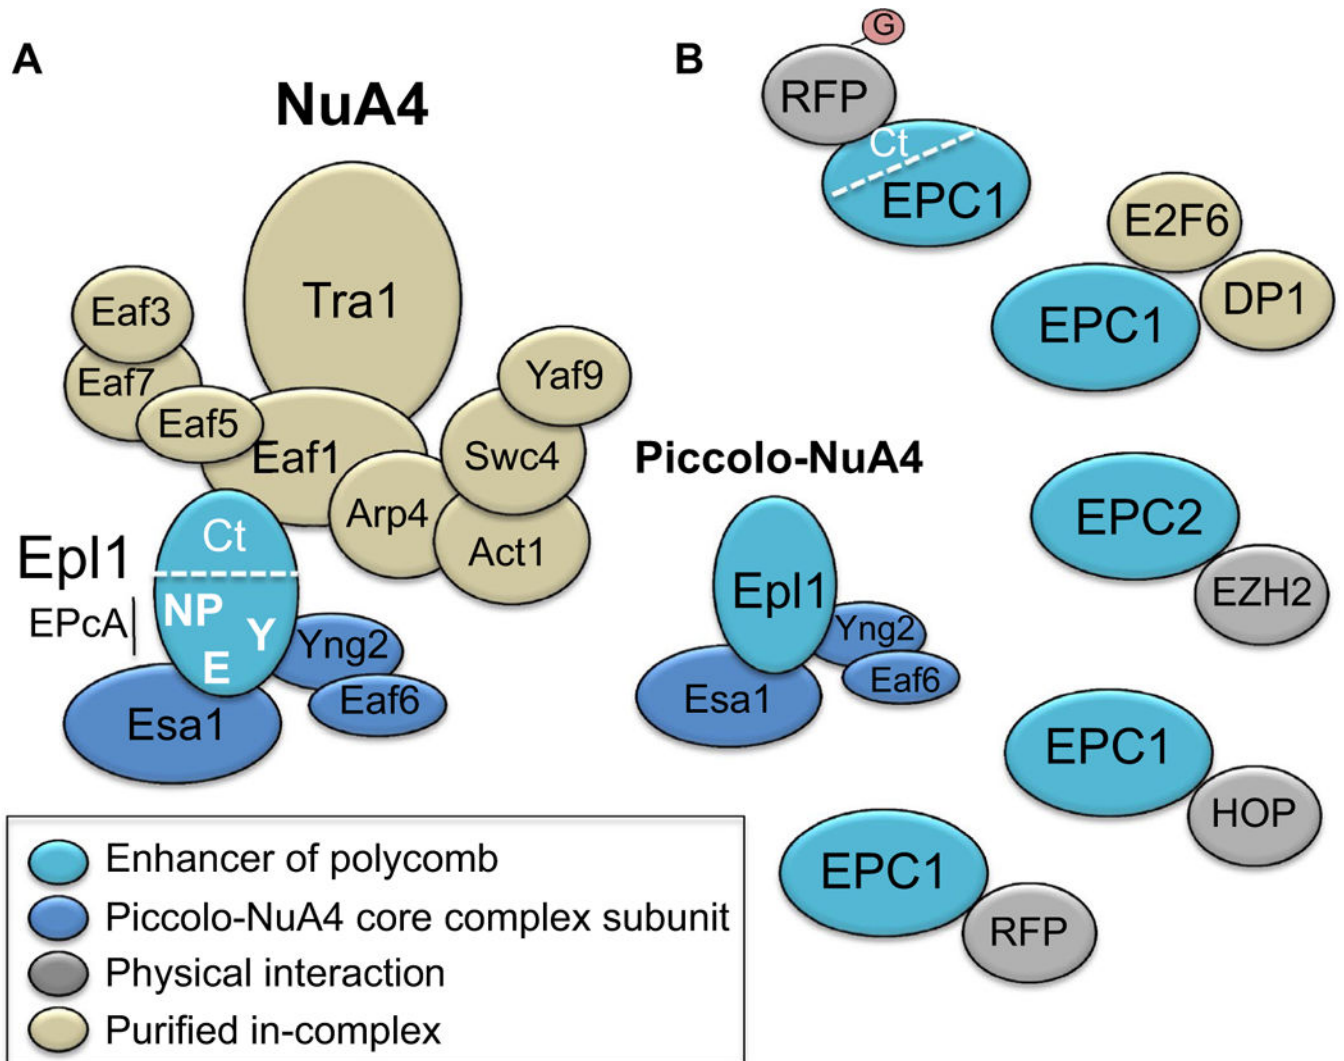 A
NuA4
Tra1
Eaf3
Eaf7
Eaf5
Eaf1
Yaf9
Swc4
Arp4
Act1
Epl1
EPcA
Ct
NP
Y
E
Yng2
Eaf6
Esa1
Piccolo-NuA4
Epl1
Yng2
Eaf6
Esa1
B
G
RFP
Ct
EPC1
E2F6
DP1
EPC1
EPC2
EZH2
EPC1
HOP
EPC1
RFP
Enhancer of polycomb
Piccolo-NuA4 core complex subunit
Physical interaction
Purified in-complex